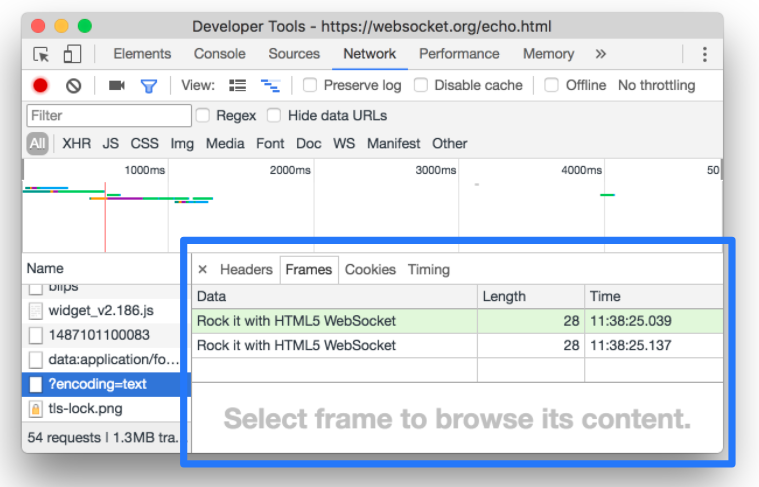 Developer Tools - https://websocket.org/echo.html
Elements Console Sources Network Performance Memory »
View: Preserve log Disable cache Offline No throttling
Filter Regex Hide data URLs
All XHR JS CSS Img Media Font Doc WS Manifest Other
1000ms 2000ms 3000ms 4000ms 50
Name
blips
widget_v2.186.js
1487101100083
data:application/fo...
?encoding=text
tls-lock.png
54 requests I 1.3MB tra...
× Headers Frames Cookies Timing
Data Length Time
Rock it with HTML5 WebSocket 28 11:38:25.039
Rock it with HTML5 WebSocket 28 11:38:25.137
Select frame to browse its content.